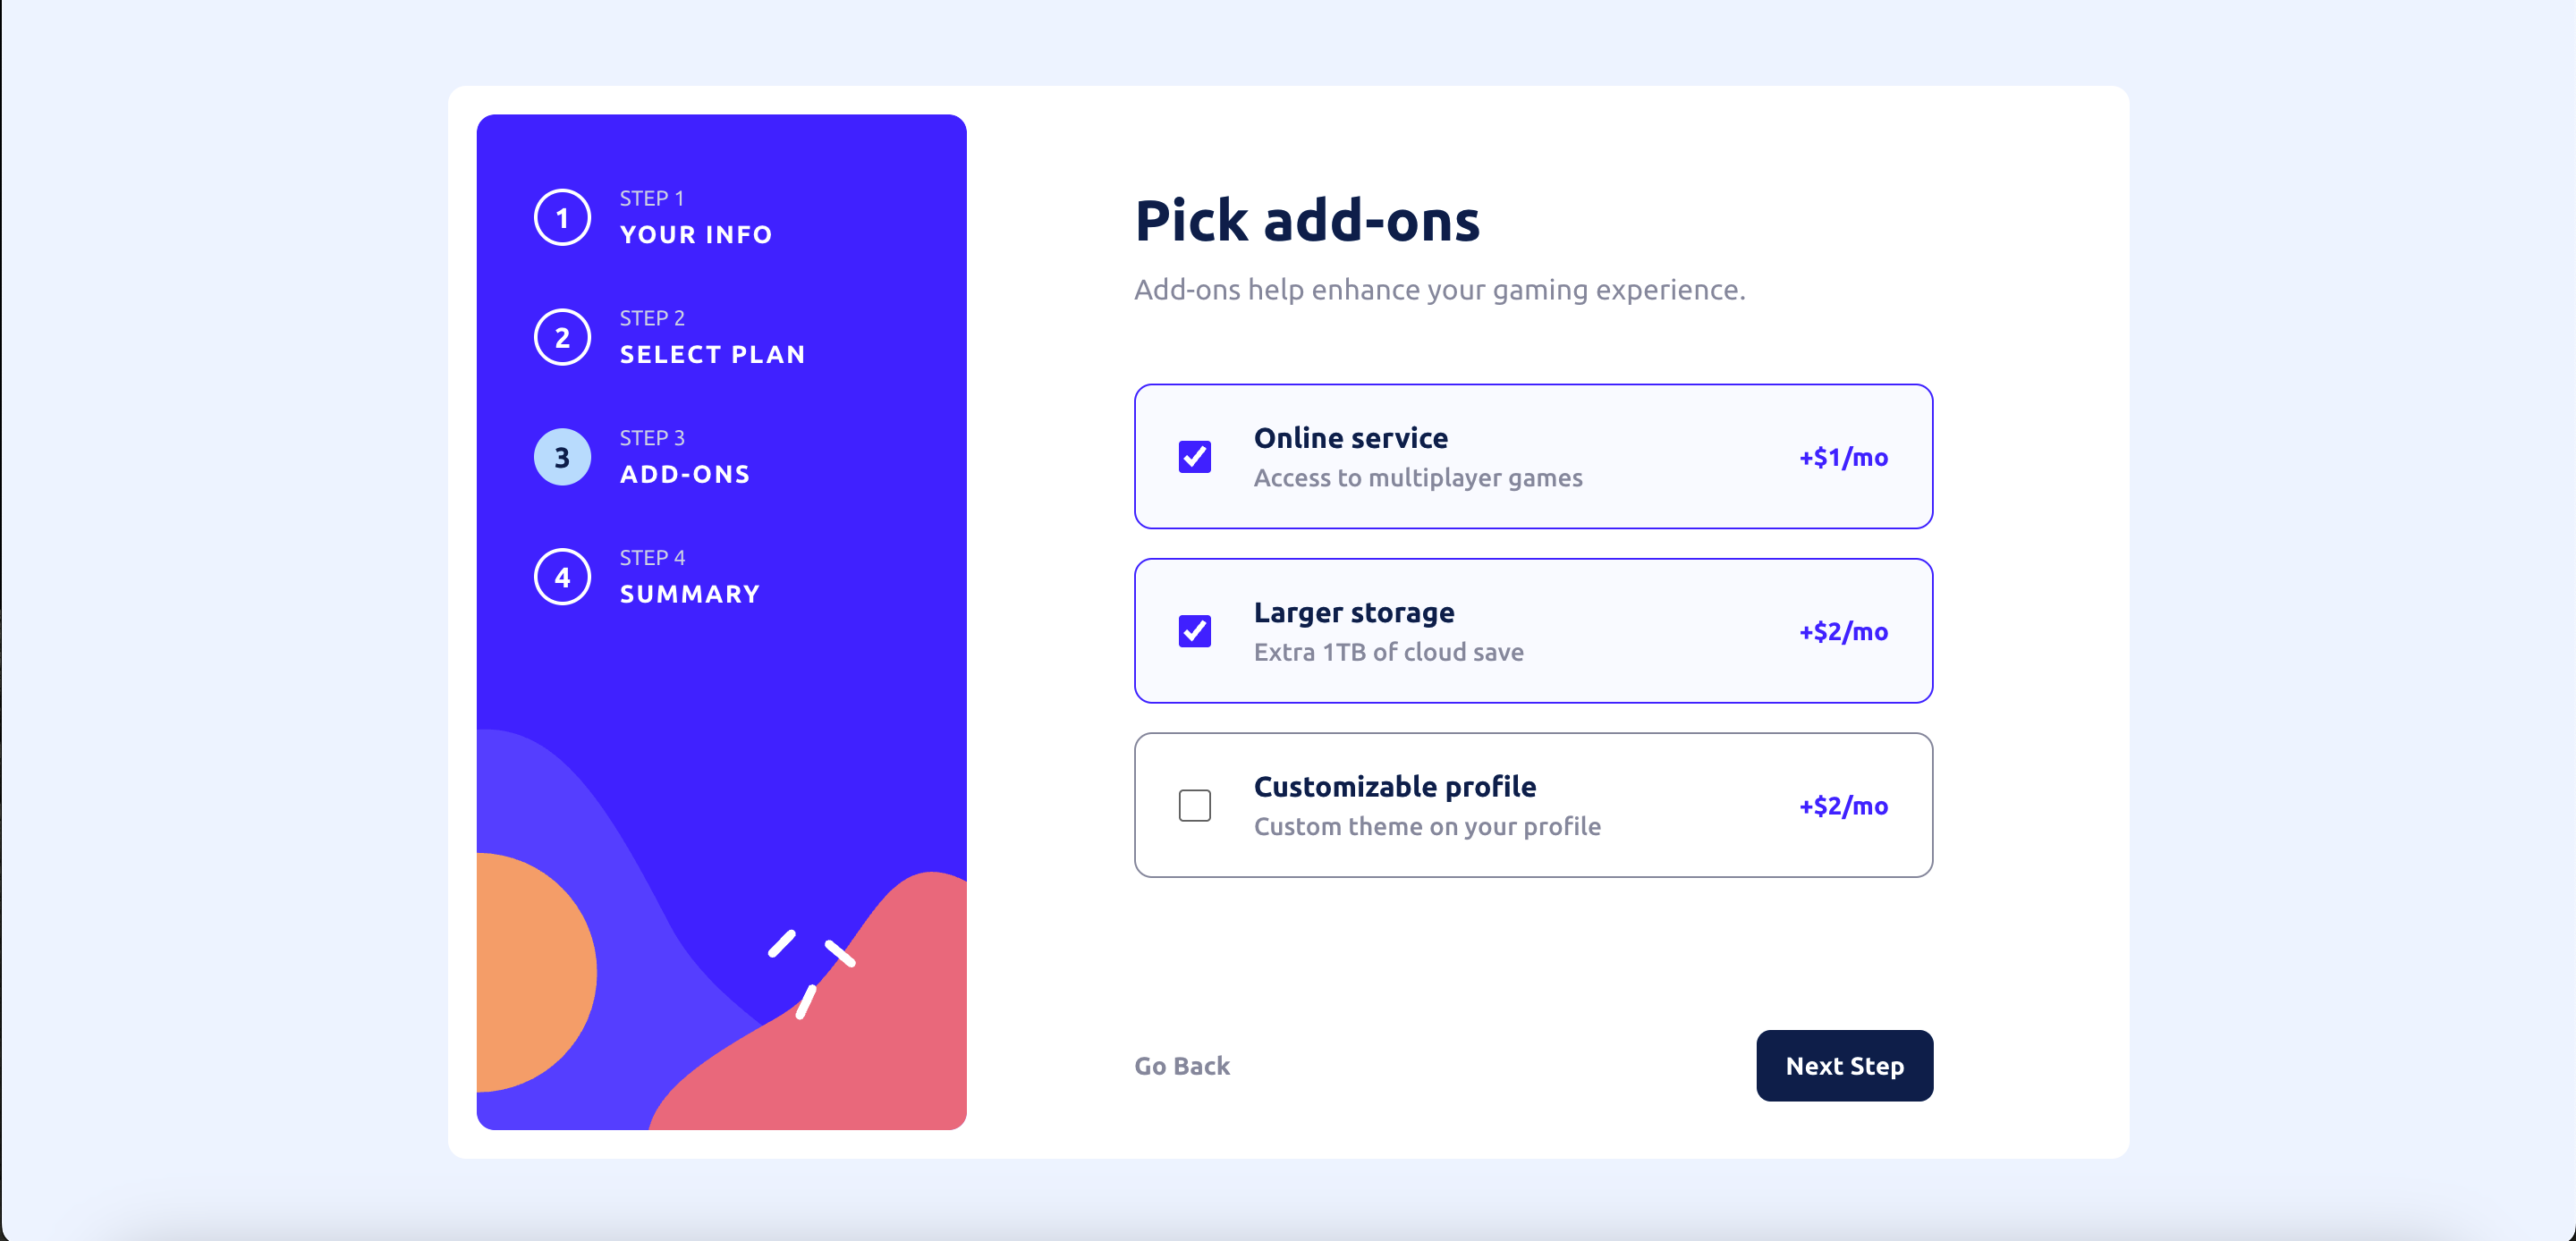 1
STEP 1
YOUR INFO
2
STEP 2
SELECT PLAN
3
STEP 3
ADD-ONS
4
STEP 4
SUMMARY
Pick add-ons
Add-ons help enhance your gaming experience.
Online service
Access to multiplayer games
+$1/mo
Larger storage
Extra 1TB of cloud save
+$2/mo
Customizable profile
Custom theme on your profile
+$2/mo
Go Back
Next Step